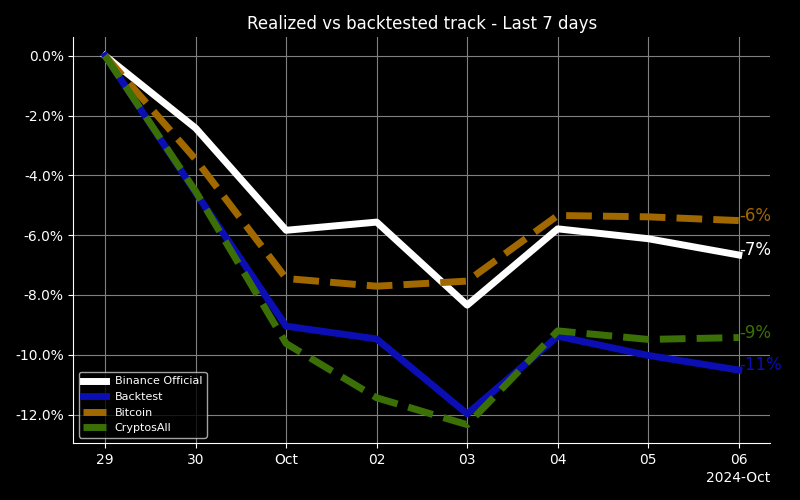 Realized vs backtested track - Last 7 days
0.0%
-2.0%
-4.0%
-6.0%
-8.0%
-10.0%
-12.0%
-6%
-7%
-9%
-11%
Binance Official
Backtest
Bitcoin
CryptosAll
29 30 Oct 02 03 04 05 06
2024-Oct